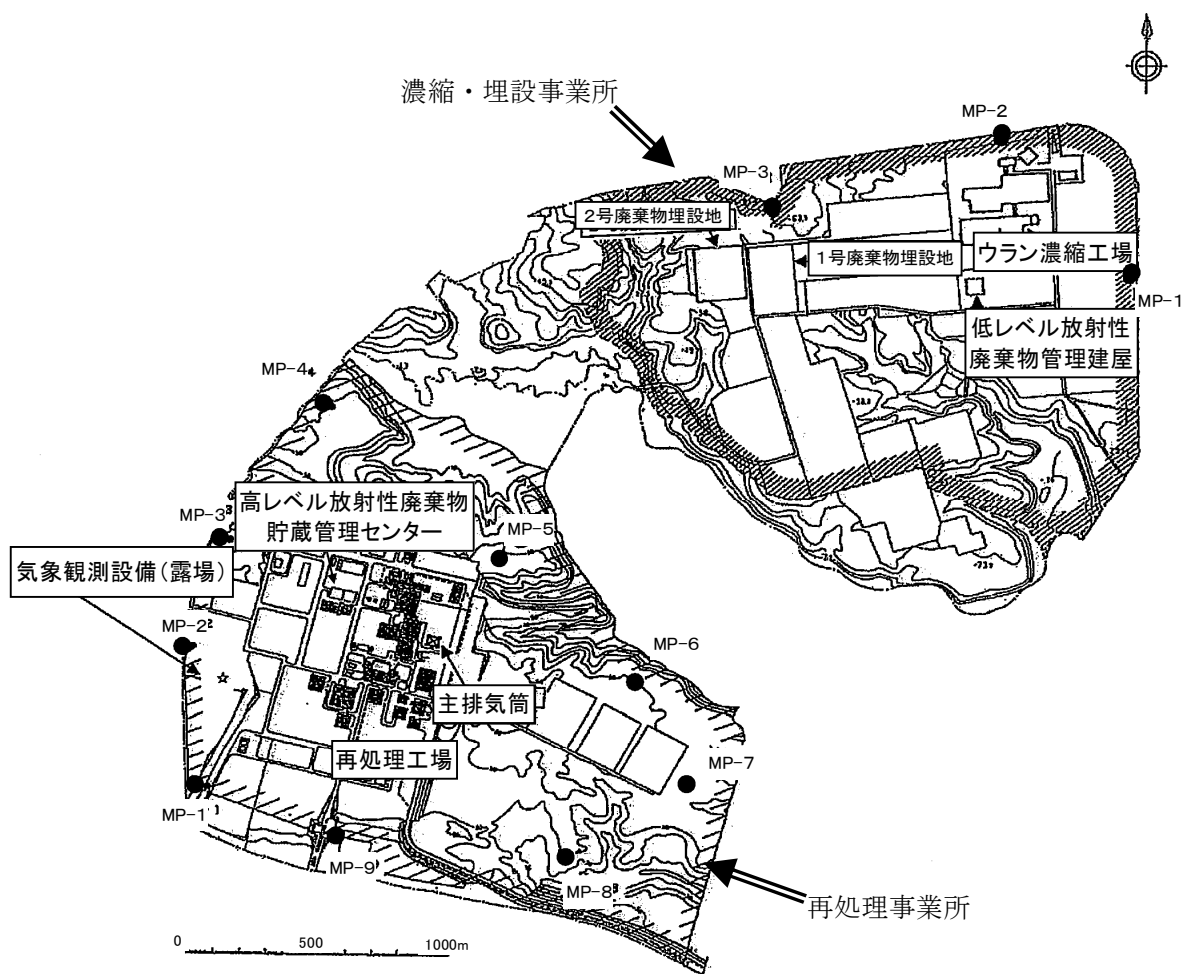 濃縮・埋設事業所
MP-2
MP-3
2号廃棄物埋設地
1号廃棄物埋設地
ウラン濃縮工場
MP-1
低レベル放射性
廃棄物管理建屋
MP-4
高レベル放射性廃棄物
貯蔵管理センター
MP-3
MP-5
気象観測設備(露場)
MP-2
MP-6
主排気筒
再処理工場
MP-7
MP-1
MP-9
MP-8
再処理事業所
0 500 1000m